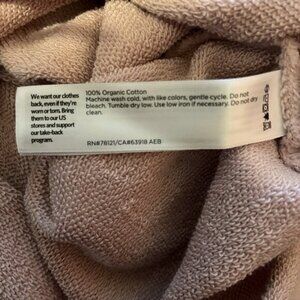 We want our clothes
back, even if they're
worn or torn. Bring
them to our US
stores and support
our take-back
program.
100% Organic Cotton
Machine wash cold, with like colors, gentle cycle. Do not
bleach. Tumble dry low. Use low iron if necessary. Do not dry
clean.
RN#78121/CA#63918 AEB